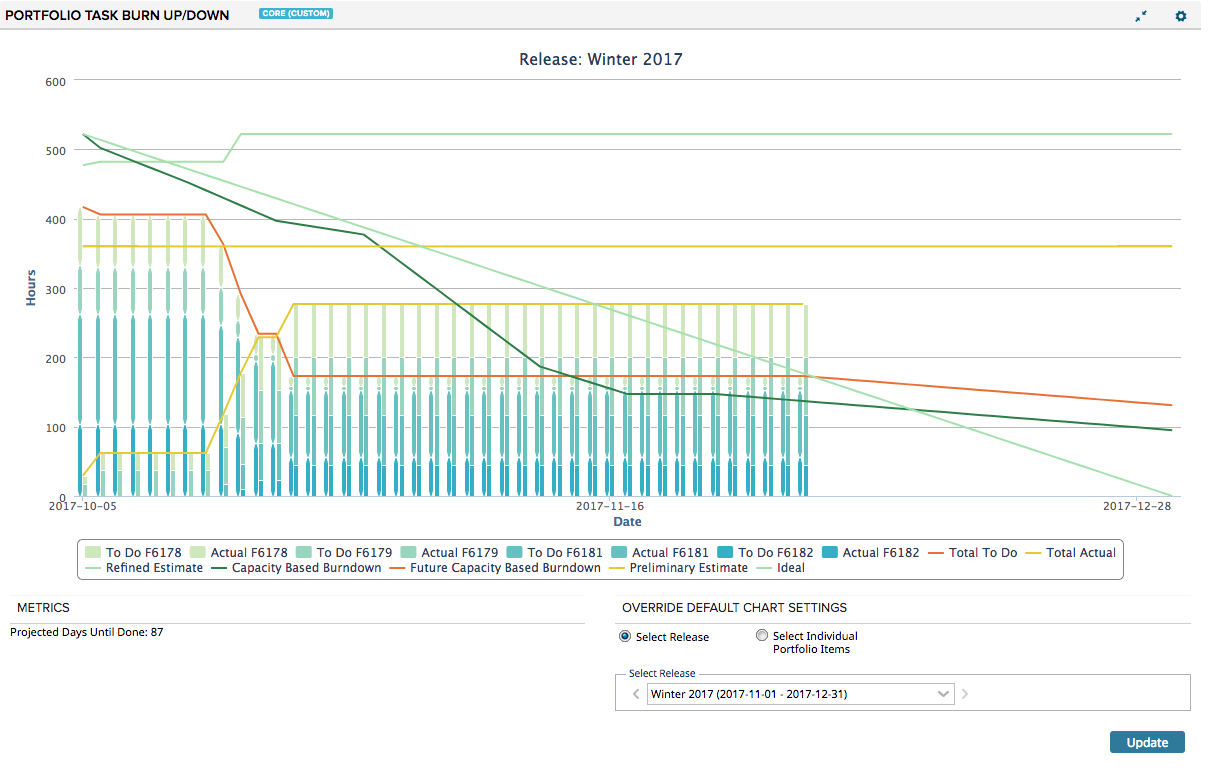 PORTFOLIO TASK BURN UP/DOWN CORE (CUSTOM)
Release: Winter 2017
600
500
400
300
200
100
0
Hours
2017-10-05 2017-11-16 2017-12-28
Date
To Do F6178 Actual F6178 To Do F6179 Actual F6179 To Do F6181 Actual F6181 To Do F6182 Actual F6182 Total To Do Total Actual
Refined Estimate Capacity Based Burndown Future Capacity Based Burndown Preliminary Estimate Ideal
METRICS
Projected Days Until Done: 87
OVERRIDE DEFAULT CHART SETTINGS
Select Release
Select Individual
Portfolio Items
Select Release
Winter 2017 (2017-11-01 - 2017-12-31)
Update